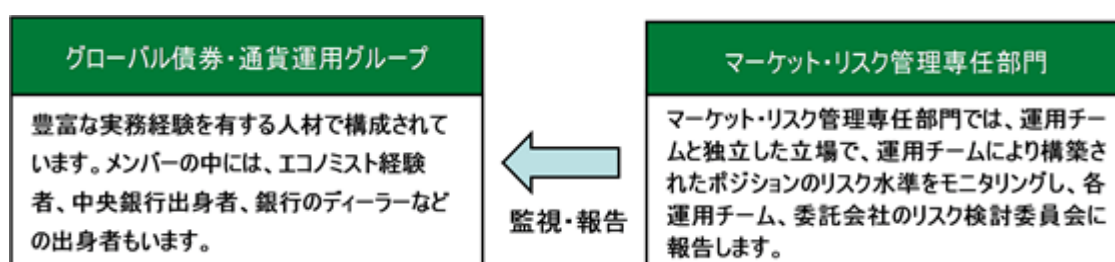 グローバル債券・通貨運用グループ
豊富な実務経験を有する人材で構成されて
います。メンバーの中には、エコノミスト経験
者、中央銀行出身者、銀行のディーラーなど
の出身者もいます。
監視・報告
マーケット・リスク管理専任部門
マーケット・リスク管理専任部門では、運用チー
ムと独立した立場で、運用チームにより構築さ
れたポジションのリスク水準をモニタリングし、各
運用チーム、委託会社のリスク検討委員会に
報告します。